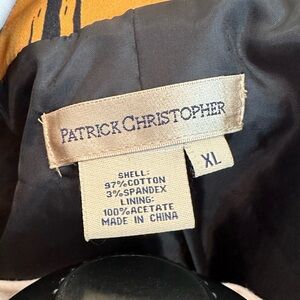 PATRICK CHRISTOPHER
XL
SHELL:
97%COTTON
3%SPANDEX
LINING:
100%ACETATE
MADE IN CHINA